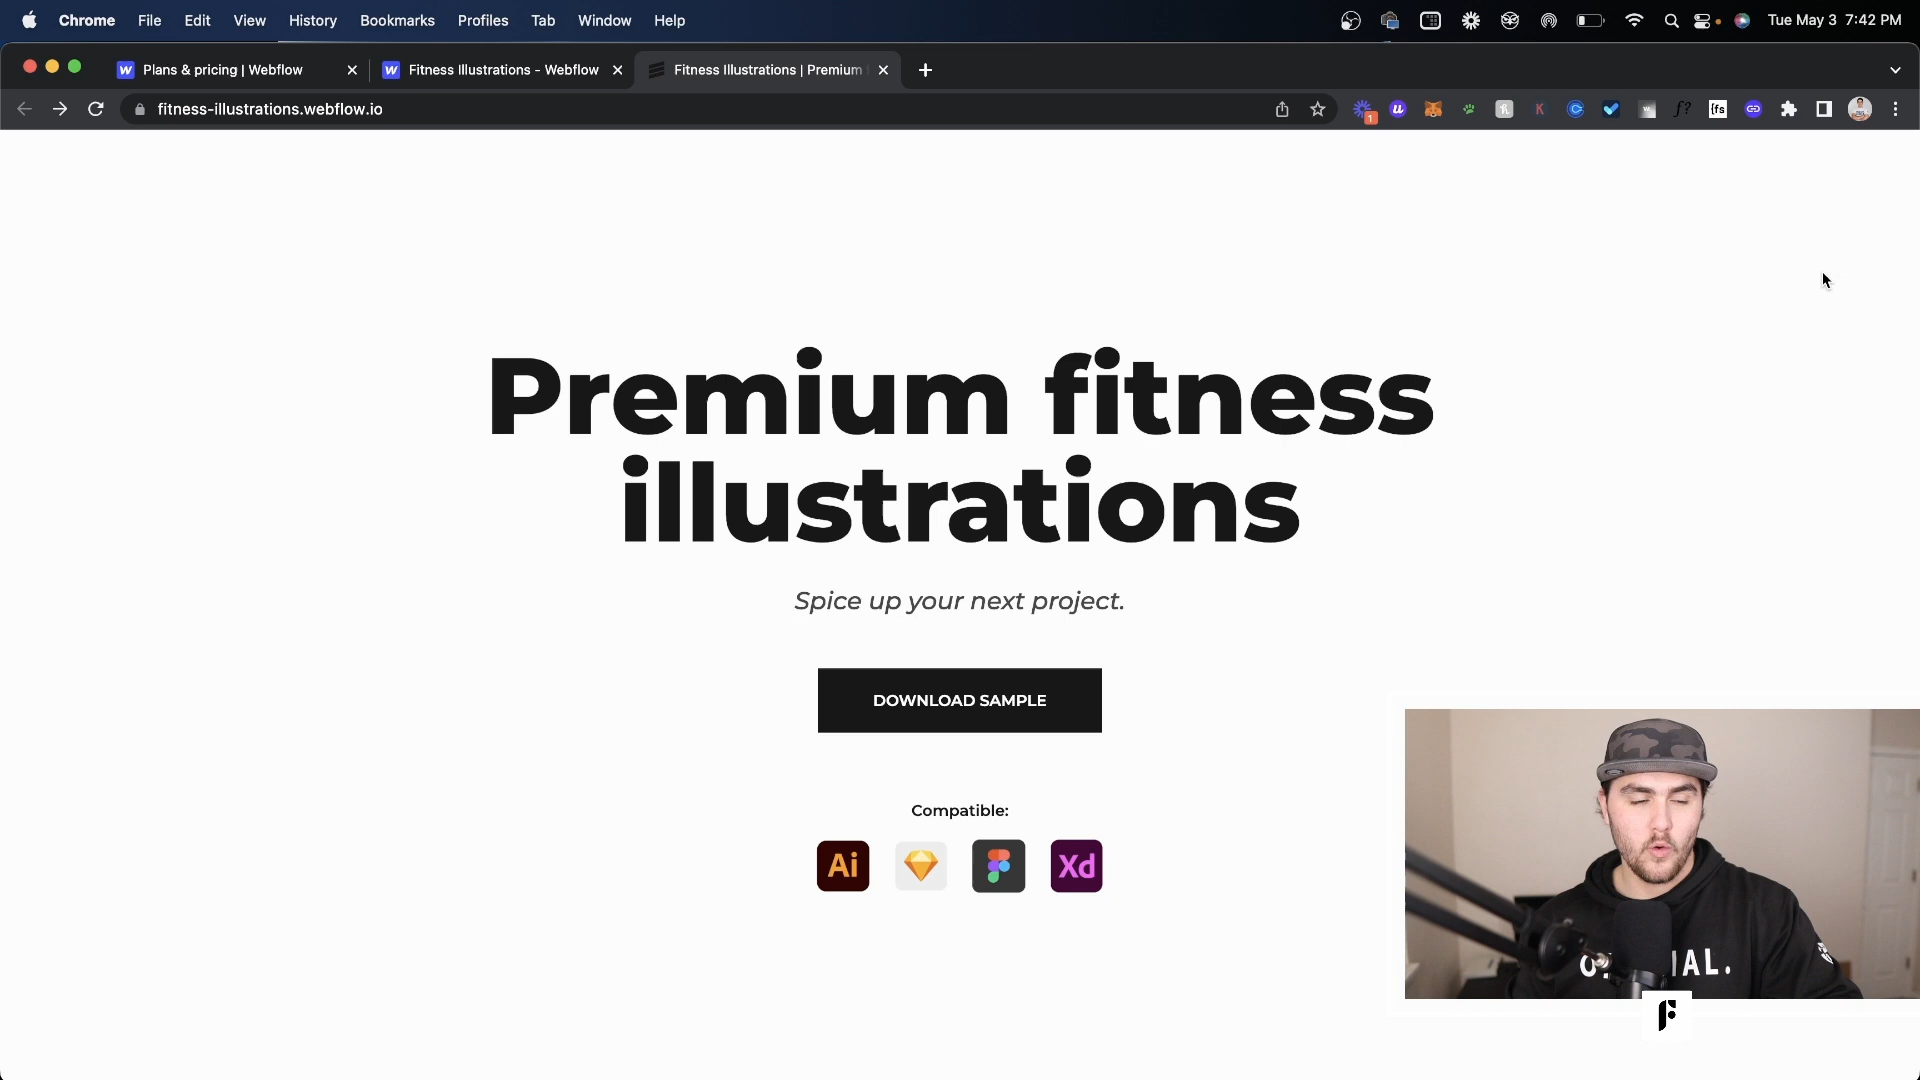 Chrome File Edit View History Bookmarks Profiles Tab Window Help Tue May 3 7:42 PM
Plans & pricing | Webflow Fitness Illustrations - Webflow Fitness Illustrations | Premium
fitness-illustrations.webflow.io
1
Premium fitness
illustrations
Spice up your next project.
DOWNLOAD SAMPLE
Compatible:
Ai Xd